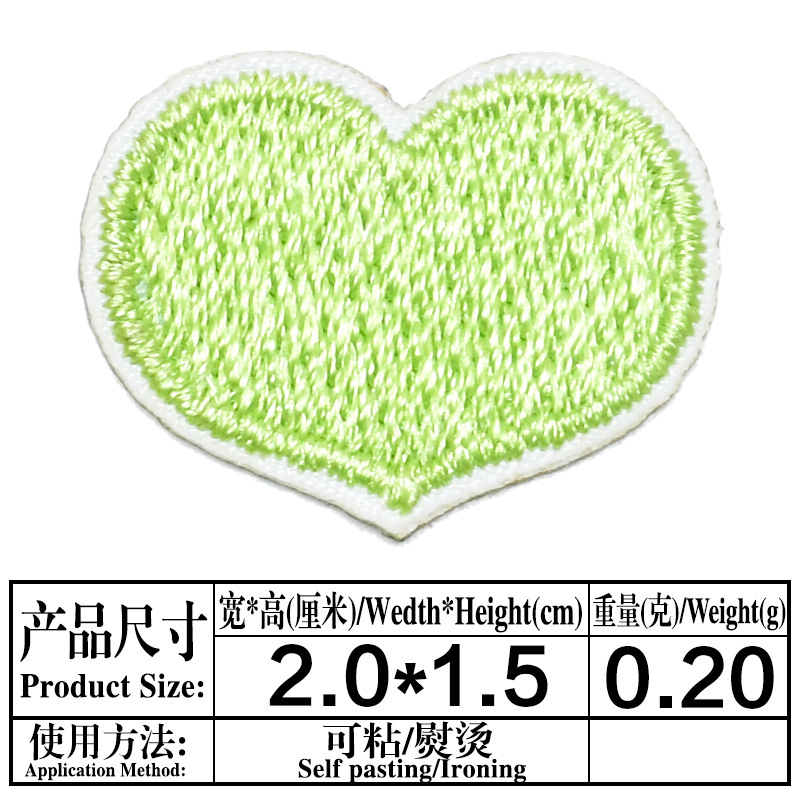 产品尺寸
Product Size:
宽*高(厘米)/Wedth*Height(cm)
重量(克)/Weight(g)
2.0*1.5
0.20
使用方法:
Application Method:
可粘/熨烫
Self pasting/Ironing